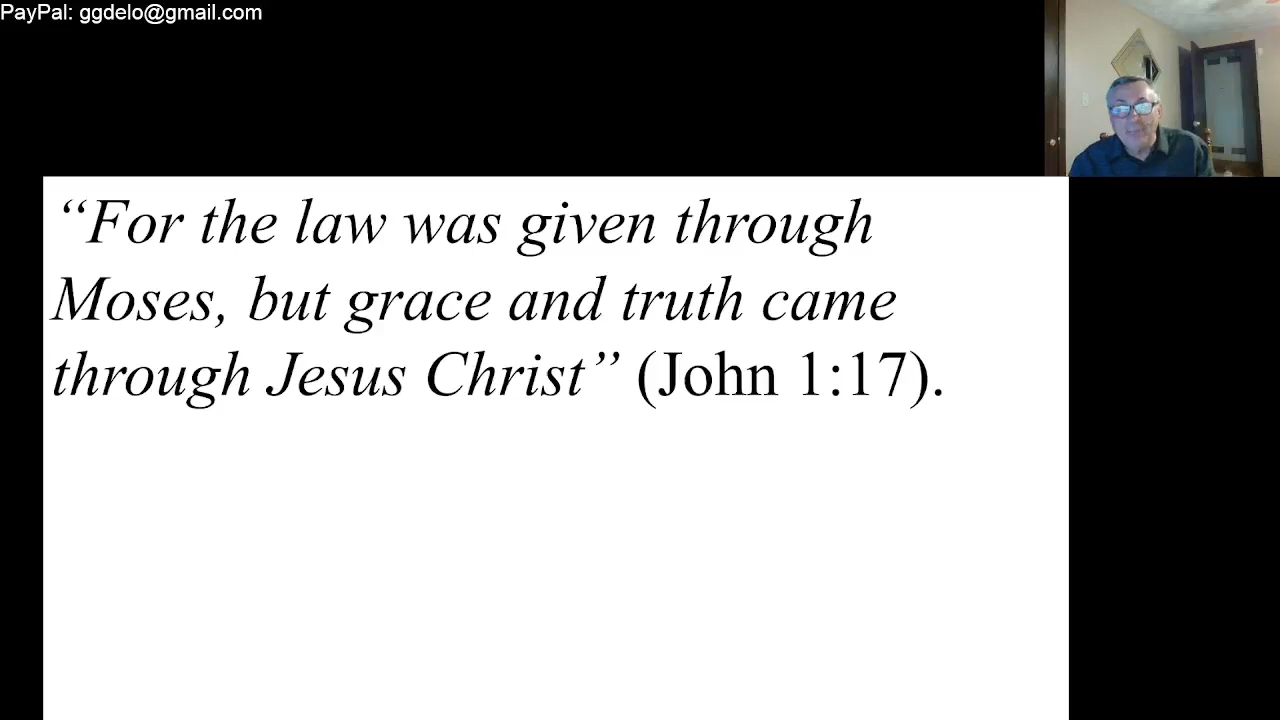 PayPal: ggdelo@gmail.com
“For the law was given through
Moses, but grace and truth came
through Jesus Christ” (John 1:17).